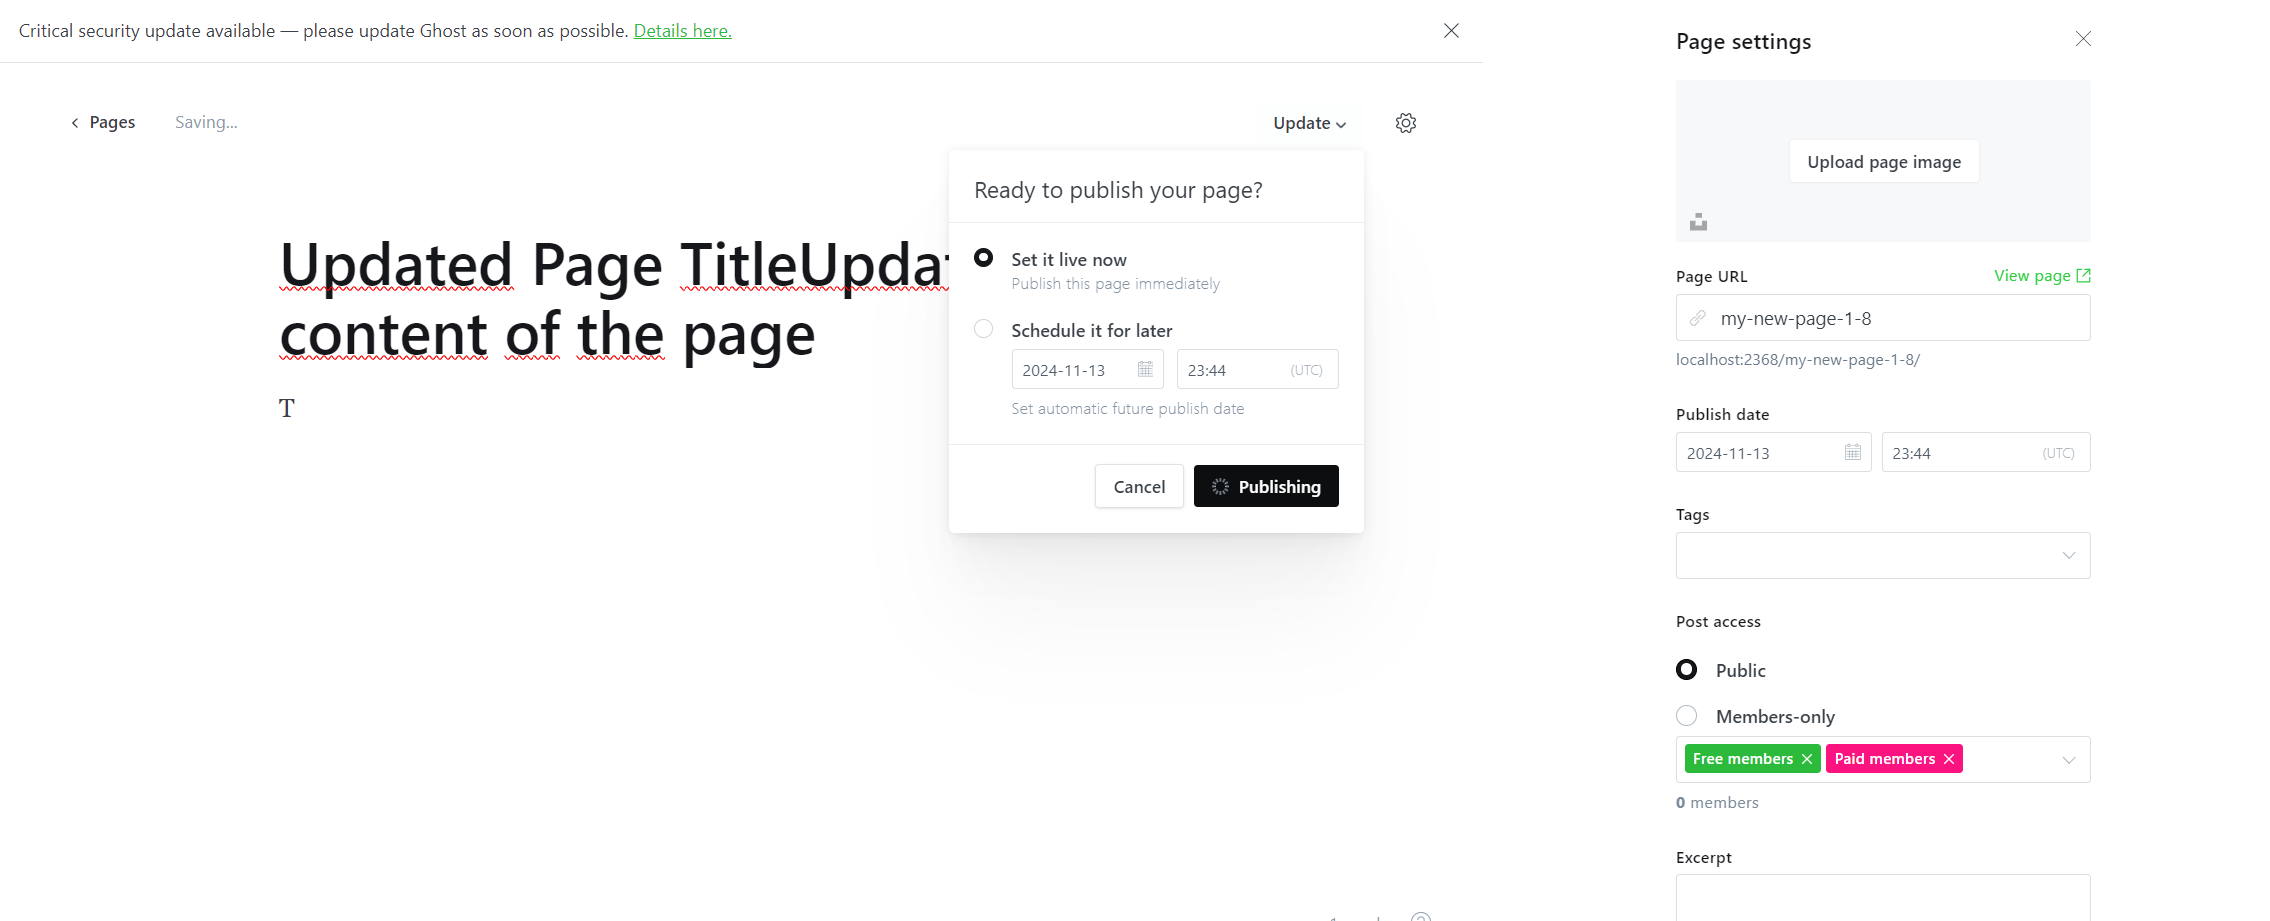 Critical security update available — please update Ghost as soon as possible. Details here.
Pages
Saving...
Update
Updated Page TitleUpdat
content of the page
T
Ready to publish your page?
Set it live now
Publish this page immediately
Schedule it for later
2024-11-13
23:44
(UTC)
Set automatic future publish date
Cancel
Publishing
Page settings
Upload page image
Page URL
View page
my-new-page-1-8
localhost:2368/my-new-page-1-8/
Publish date
2024-11-13
23:44
(UTC)
Tags
Post access
Public
Members-only
Free members
Paid members
0 members
Excerpt